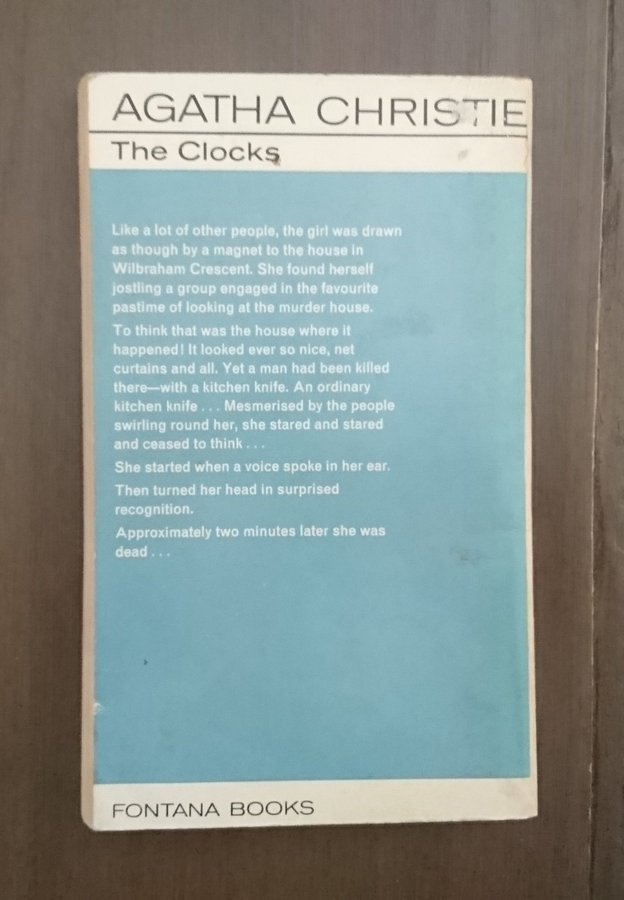 AGATHA CHRISTIE
The Clocks
Like a lot of other people, the girl was drawn
as though by a magnet to the house in
Wilbraham Crescent. She found herself
jostling a group engaged in the favourite
pastime of looking at the murder house.
To think that was the house where it
happened! It looked ever so nice, net
curtains and all. Yet a man had been killed
there—with a kitchen knife. An ordinary
kitchen knife . . . Mesmerised by the people
swirling round her, she stared and stared
and ceased to think . . .
She started when a voice spoke in her ear.
Then turned her head in surprised
recognition.
Approximately two minutes later she was
dead . . .
FONTANA BOOKS